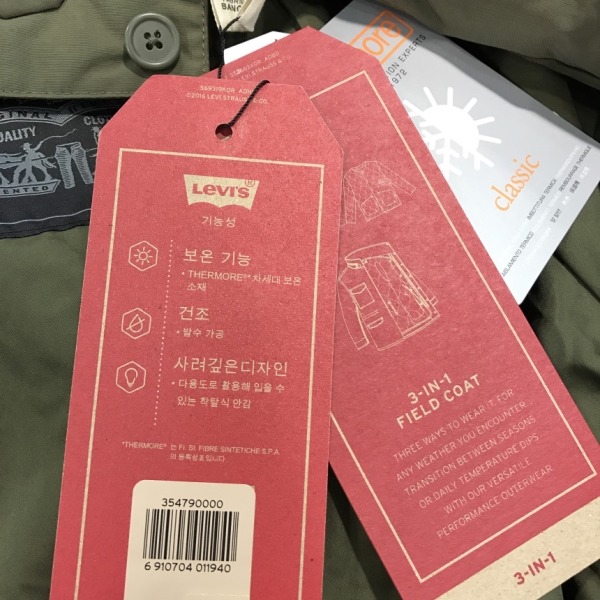 569319KOR ADH0
©2016 LEVI STRAUSS & CO.
LEVI'S
기능성
보온 기능
• THERMORE®* 차세대 보온
소재
건조
• 발수 가공
사려깊은디자인
• 다용도로 활용해 입을 수
있는 착탈식 안감
*THERMORE® 는 FI. BI. FIBRE SINTETICHE S.P.A.
의 등록상표입니다.
354790000
6 910704 011940
3-IN-1
FIELD COAT
THREE WAYS TO WEAR IT, FOR
ANY WEATHER YOU ENCOUNTER.
TRANSITION BETWEEN SEASONS
OR DAILY TEMPERATURE DIPS
WITH OUR VERSATILE
PERFORMANCE OUTERWEAR
3-IN-1
classic